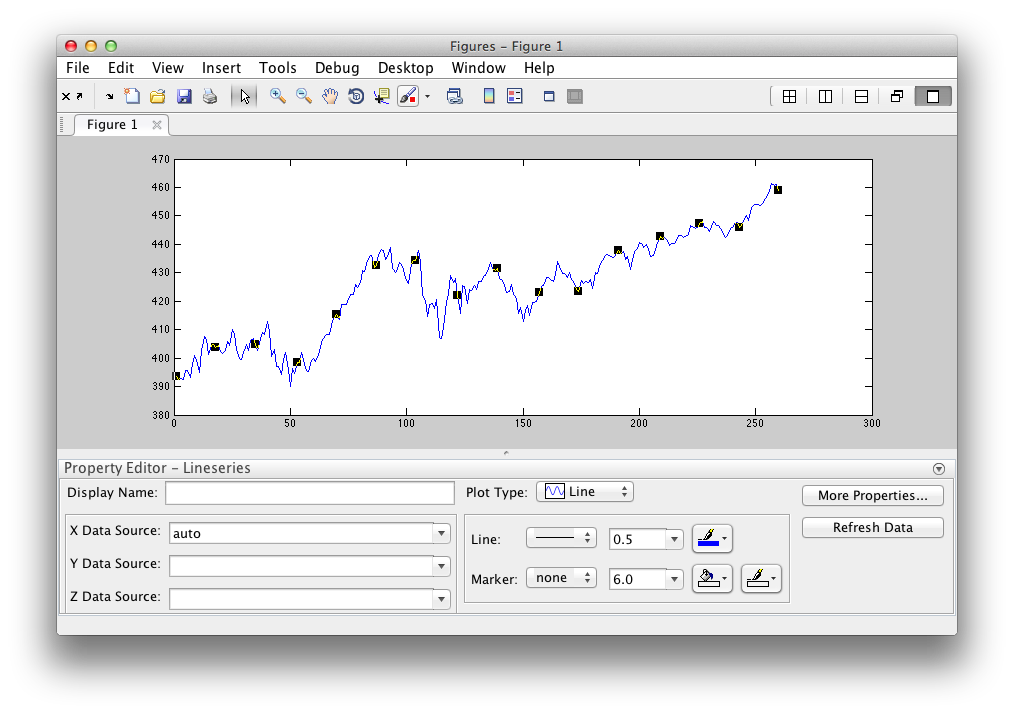 Figures - Figure 1
File Edit View Insert Tools Debug Desktop Window Help
Figure 1
470
460
450
440
430
420
410
400
390
380
0 50 100 150 200 250 300
Property Editor - Lineseries
Display Name: Plot Type: Line More Properties...
X Data Source: auto Line: 0.5 Refresh Data
Y Data Source:
Marker: none 6.0
Z Data Source: